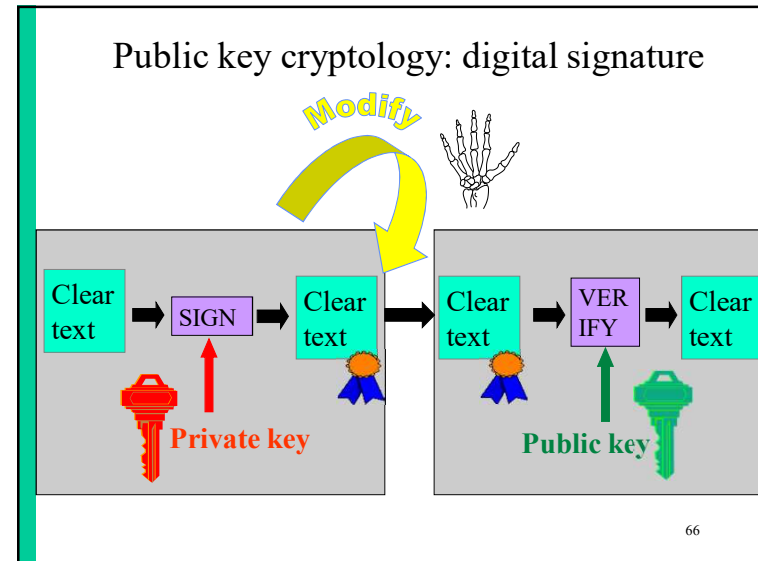 Public key cryptology: digital signature
Modify
Clear
text
SIGN
Clear
text
Private key
Clear
text
VER
IFY
Clear
text
Public key
66